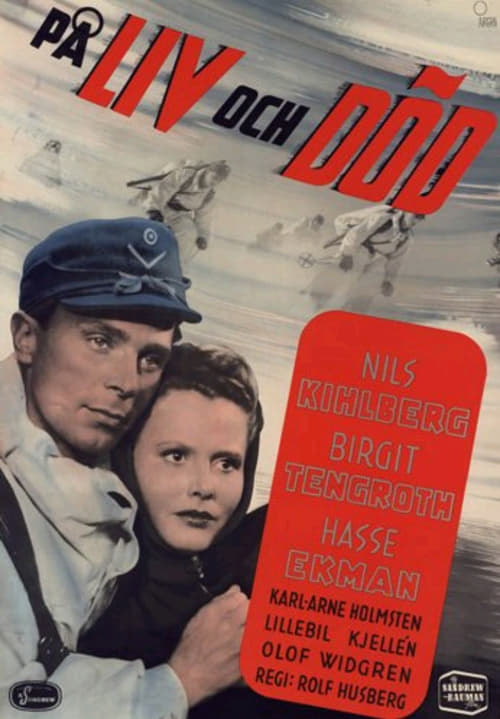 PÅ LIV OCH DÖD
NILS
KIHLBERG
BIRGIT
TENGROTH
HASSE
EKMAN
KARL-ARNE HOLMSTEN
LILLEBIL KJELLÉN
OLOF WIDGREN
REGI: ROLF HUSBERG
SANDREW
BAUMAN